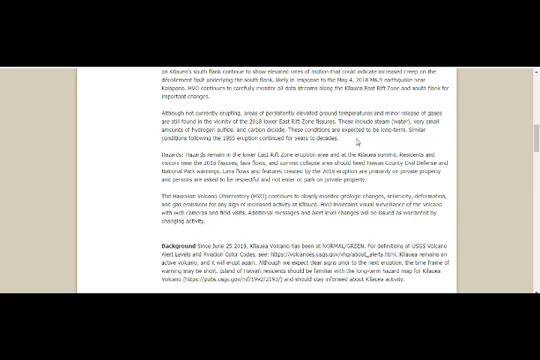 on Kīlauea's south flank continue to show elevated rates of motion that could indicate increased creep on the
décollement fault underlying the south flank, likely in response to the May 4, 2018 M6.9 earthquake near
Kalapana. HVO continues to carefully monitor all data streams along the Kīlauea East Rift Zone and south flank for
important changes.
Although not currently erupting, areas of persistently elevated ground temperatures and minor release of gases
are still found in the vicinity of the 2018 lower East Rift Zone fissures. These include steam (water), very small
amounts of hydrogen sulfide, and carbon dioxide. These conditions are expected to be long-term. Similar
conditions following the 1955 eruption continued for years to decades.
Hazards: Hazards remain in the lower East Rift Zone eruption area and at the Kīlauea summit. Residents and
visitors near the 2018 fissures, lava flows, and summit collapse area should heed Hawaii County Civil Defense and
National Park warnings. Lava flows and features created by the 2018 eruption are primarily on private property
and persons are asked to be respectful and not enter or park on private property.
The Hawaiian Volcano Observatory (HVO) continues to closely monitor geologic changes, seismicity, deformation,
and gas emissions for any sign of increased activity at Kīlauea. HVO maintains visual surveillance of the volcano
with web cameras and field visits. Additional messages and alert level changes will be issued as warranted by
changing activity.
Background Since June 25 2019, Kīlauea Volcano has been at NORMAL/GREEN. For definitions of USGS Volcano
Alert Levels and Aviation Color Codes, see: https://volcanoes.usgs.gov/vhp/about_alerts.html. Kīlauea remains an
active volcano, and it will erupt again. Although we expect clear signs prior to the next eruption, the time frame of
warning may be short. Island of Hawai'i residents should be familiar with the long-term hazard map for Kīlauea
Volcano (https://pubs.usgs.gov/mf/1992/2193/) and should stay informed about Kīlauea activity.